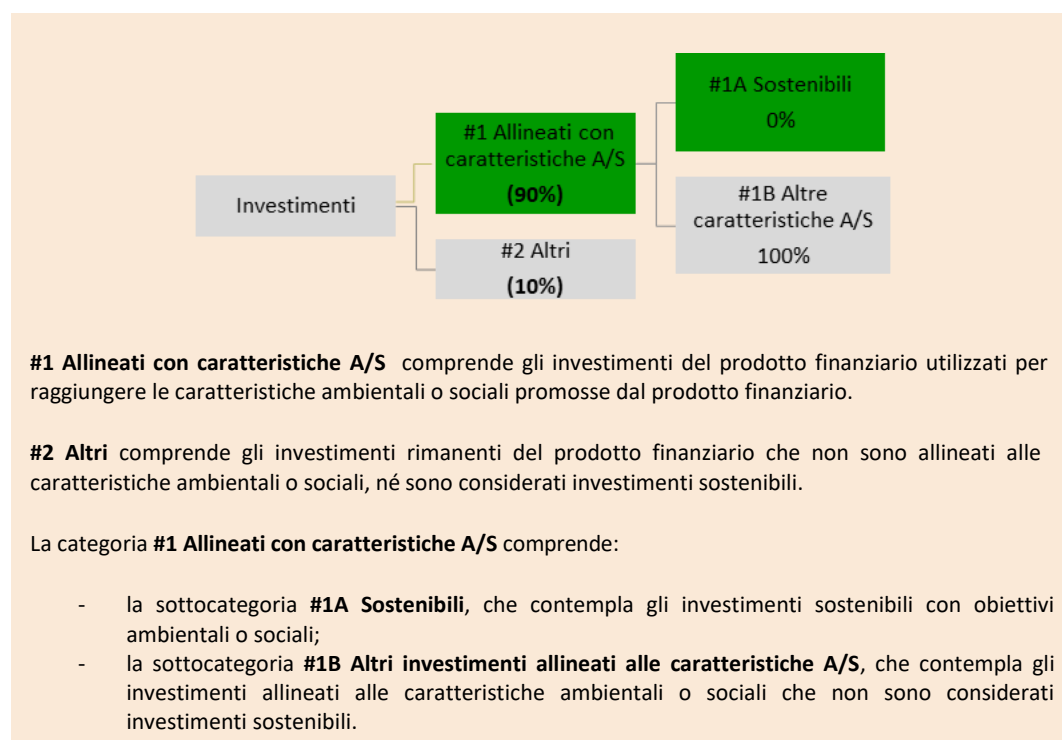 #1A Sostenibili
0%
#1 Allineati con
caratteristiche A/S
(90%)
Investimenti
#1B Altre
caratteristiche A/S
100%
#2 Altri
(10%)
#1 Allineati con caratteristiche A/S comprende gli investimenti del prodotto finanziario utilizzati per
raggiungere le caratteristiche ambientali o sociali promosse dal prodotto finanziario.
#2 Altri comprende gli investimenti rimanenti del prodotto finanziario che non sono allineati alle
caratteristiche ambientali o sociali, né sono considerati investimenti sostenibili.
La categoria #1 Allineati con caratteristiche A/S comprende:
- la sottocategoria #1A Sostenibili, che contempla gli investimenti sostenibili con obiettivi
ambientali o sociali;
- la sottocategoria #1B Altri investimenti allineati alle caratteristiche A/S, che contempla gli
investimenti allineati alle caratteristiche ambientali o sociali che non sono considerati
investimenti sostenibili.